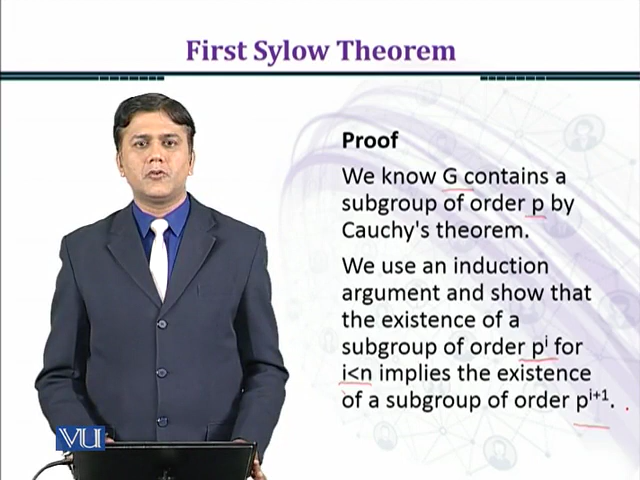 First Sylow Theorem
Proof
We know G contains a
subgroup of order p by
Cauchy's theorem.
We use an induction
argument and show that
the existence of a
subgroup of order pⁱ for
i<n implies the existence
of a subgroup of order pⁱ⁺¹.
VU